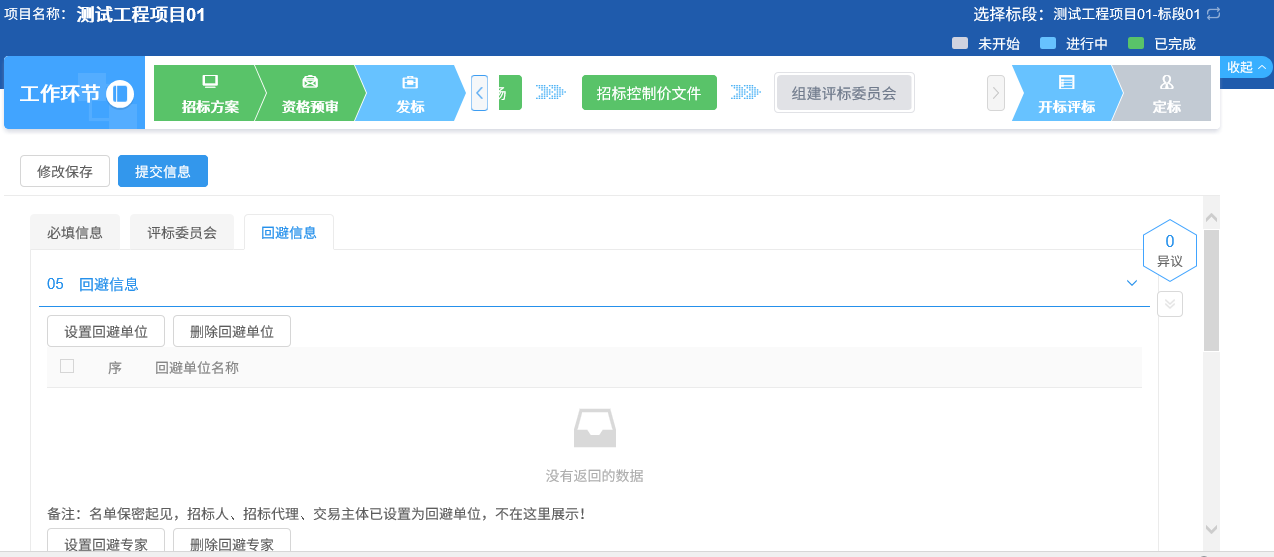 项目名称： 测试工程项目01
选择标段： 测试工程项目01-标段01
未开始 进行中 已完成
工作环节 招标方案 资格预审 发标 场 招标控制价文件 组建评标委员会 开标评标 定标 收起
修改保存 提交信息
必填信息 评标委员会 回避信息
0
异议
05 回避信息
设置回避单位 删除回避单位
序 回避单位名称
没有返回的数据
备注：名单保密起见，招标人、招标代理、交易主体已设置为回避单位，不在这里展示！
设置回避专家 删除回避专家